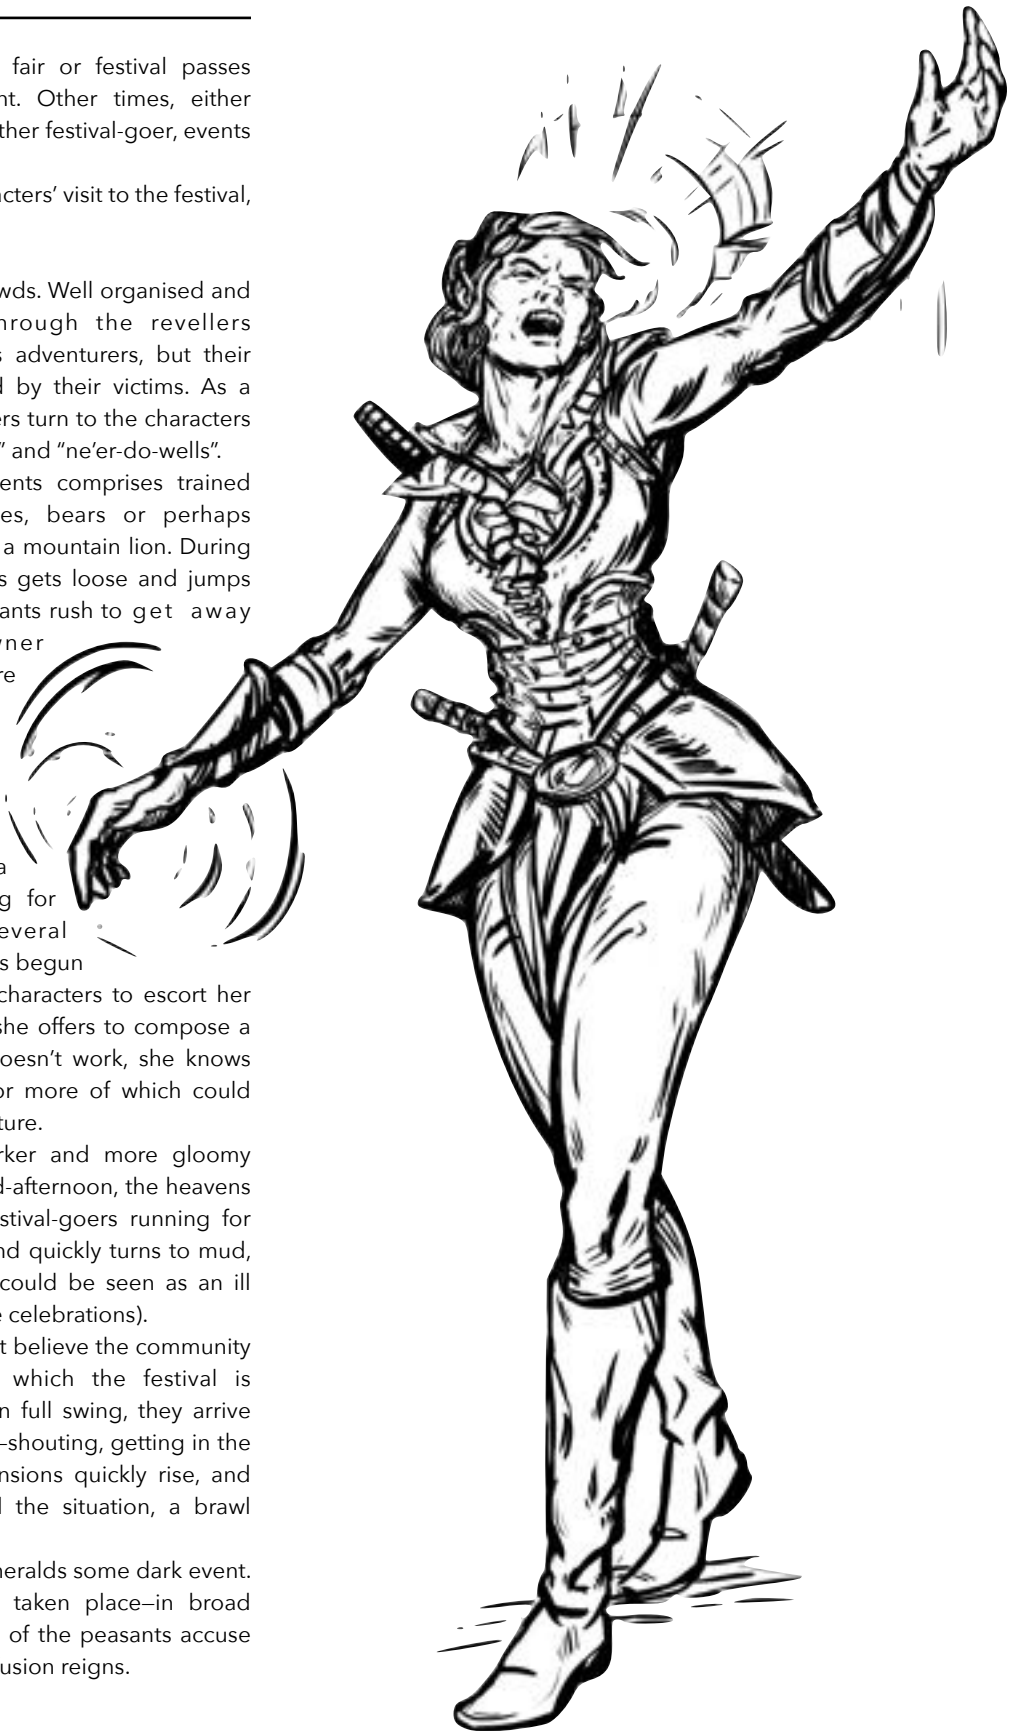 fair or festival passes
nt. Other times, either
ther festival-goer, events
acters’ visit to the festival,
wds. Well organised and
hrough the revellers
s adventurers, but their
d by their victims. As a
ers turn to the characters
” and “ne’er-do-wells”.
ents comprises trained
es, bears or perhaps
a mountain lion. During
s gets loose and jumps
ants rush to get away
wner
re
a
g for
everal
s begun
characters to escort her
she offers to compose a
oesn’t work, she knows
or more of which could
ture.
rker and more gloomy
d-afternoon, the heavens
stival-goers running for
nd quickly turns to mud,
could be seen as an ill
e celebrations).
t believe the community
which the festival is
n full swing, they arrive
–shouting, getting in the
nsions quickly rise, and
l the situation, a brawl
heralds some dark event.
taken place—in broad
of the peasants accuse
usion reigns.